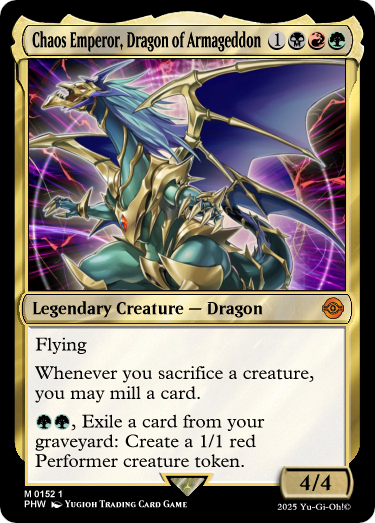 Chaos Emperor, Dragon of Armageddon 1
Legendary Creature — Dragon
Flying
Whenever you sacrifice a creature,
you may mill a card.
, Exile a card from your
graveyard: Create a 1/1 red
Performer creature token.
4/4
M 0152 1
PHW YUGIOH TRADING CARD GAME
2025 Yu-Gi-Oh!©